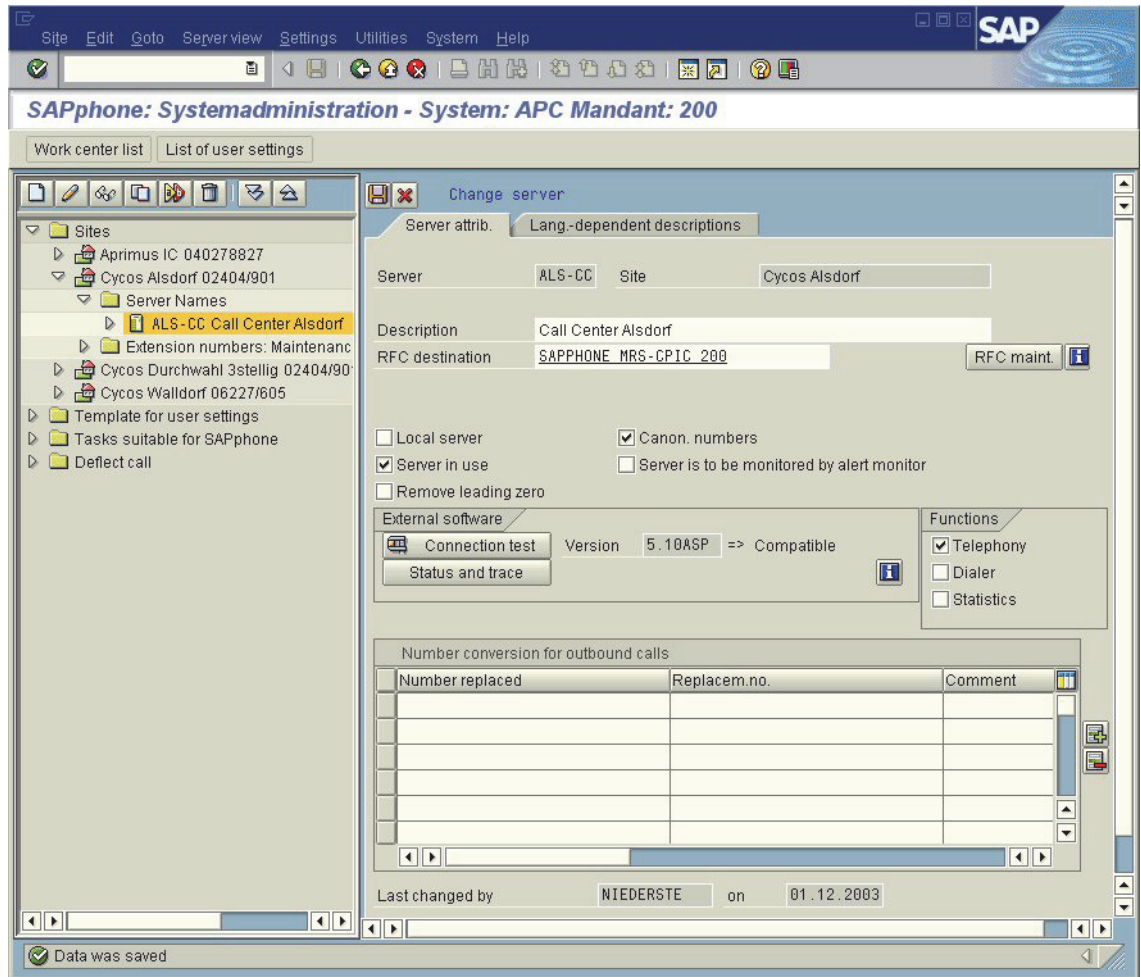 Site Edit Goto Server view Settings Utilities System Help
SAP
SAPphone: Systemadministration - System: APC Mandant: 200
Work center list List of user settings
Change server
Server attrib. Lang.-dependent descriptions
Sites
Aprimus IC 040278827
Cycos Alsdorf 02404/901
Server Names
ALS-CC Call Center Alsdorf
Extension numbers: Maintenanc
Cycos Durchwahl 3stellig 02404/90
Cycos Walldorf 06227/605
Template for user settings
Tasks suitable for SAPphone
Deflect call
Server ALS-CC Site Cycos Alsdorf
Description Call Center Alsdorf
RFC destination SAPPHONE_MRS-CPIC_200 RFC maint.
Local server Canon. numbers
Server in use Server is to be monitored by alert monitor
Remove leading zero
External software
Connection test Version 5.10ASP => Compatible
Status and trace
Functions
Telephony
Dialer
Statistics
Number conversion for outbound calls
Number replaced Replacem.no. Comment
Last changed by NIEDERSTE on 01.12.2003
Data was saved